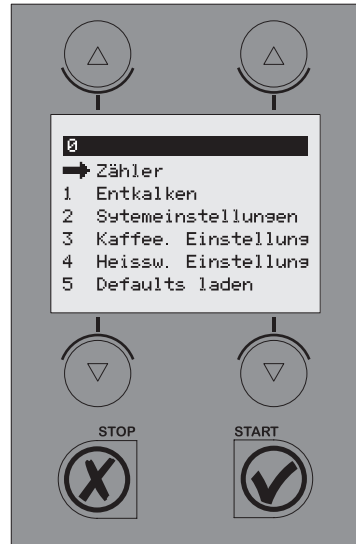 0
Zähler
1 Entkalken
2 Sytemeinstellungen
3 Kaffee. Einstellung
4 Heissw. Einstellung
5 Defaults laden
STOP START